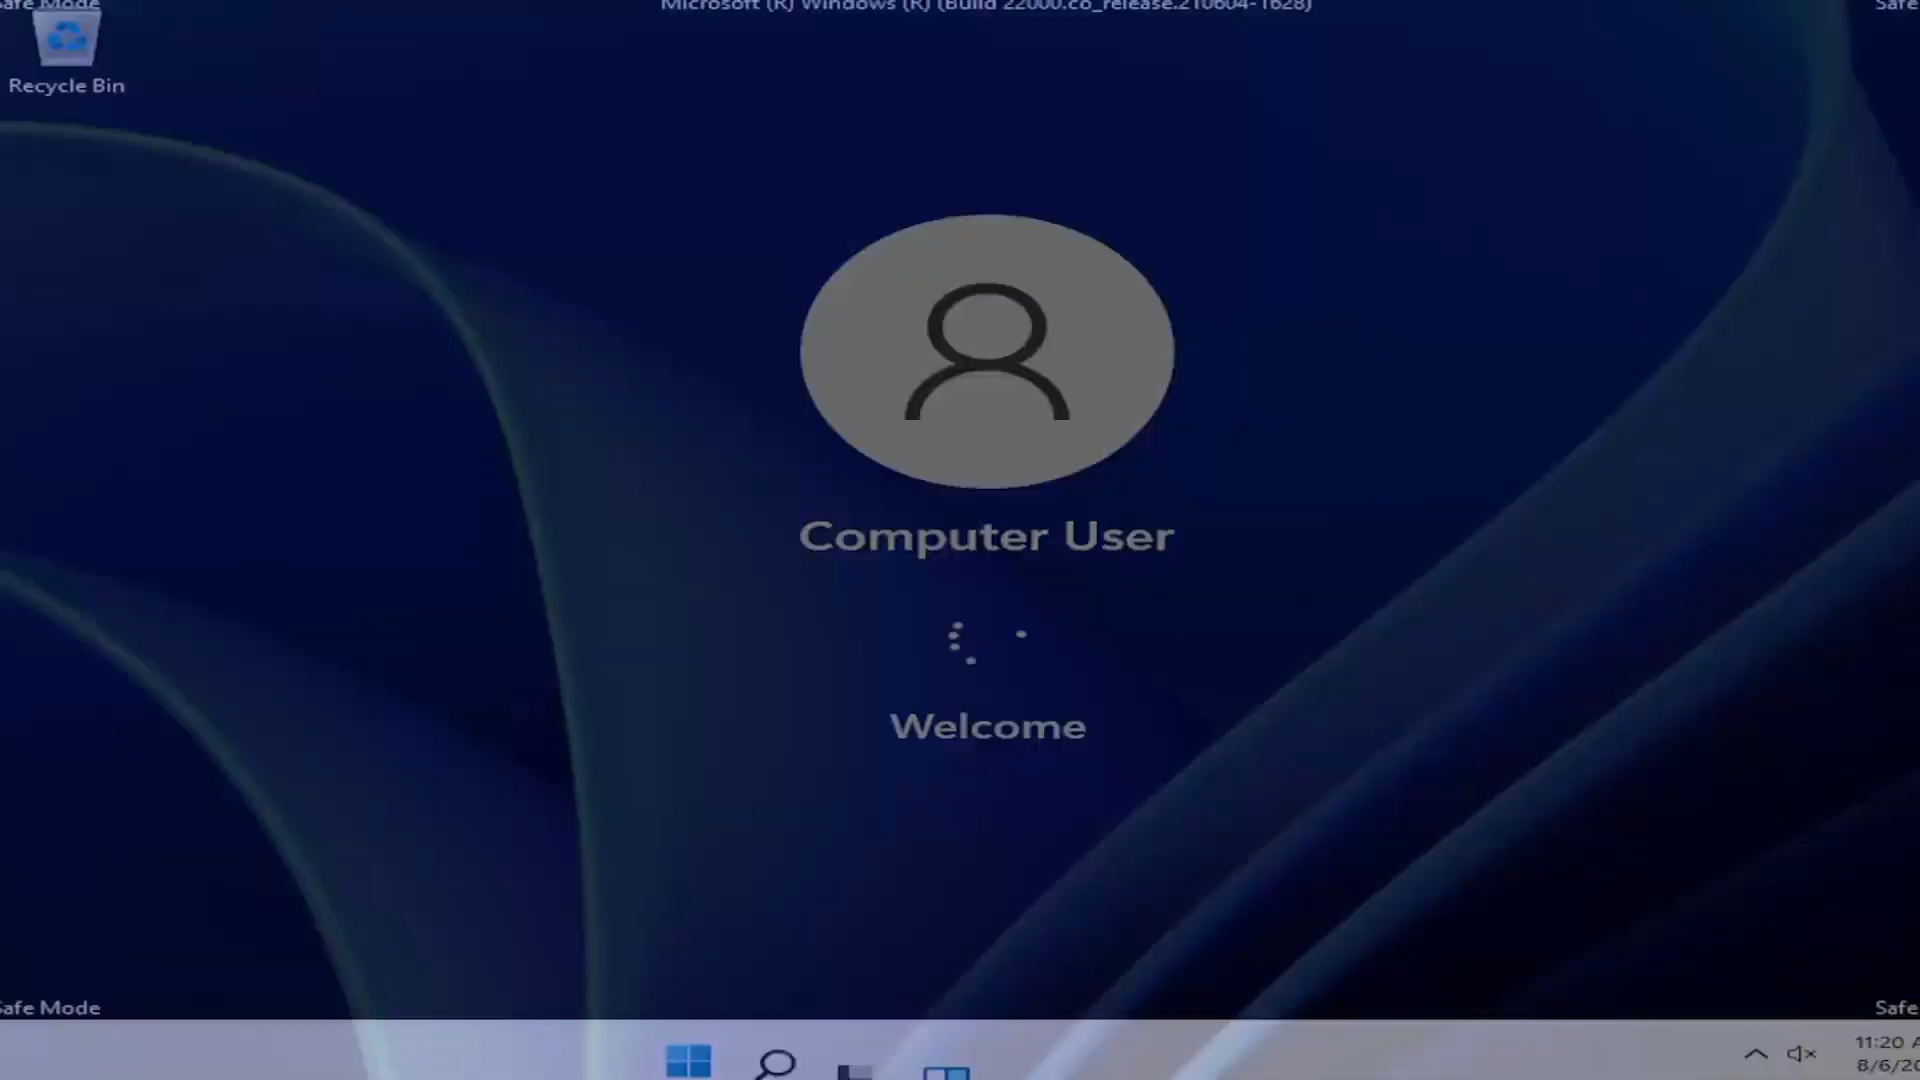 Safe Mode
Microsoft (R) Windows (R) (Build 22000.co_release.210604-1628)
Safe
Recycle Bin
Computer User
Welcome
Safe Mode
Safe
11:20 A
8/6/20